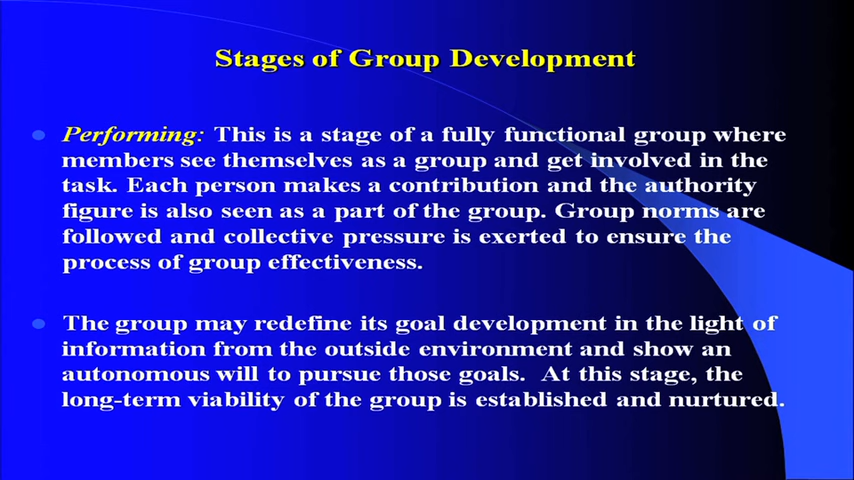 Stages of Group Development
Performing: This is a stage of a fully functional group where
members see themselves as a group and get involved in the
task. Each person makes a contribution and the authority
figure is also seen as a part of the group. Group norms are
followed and collective pressure is exerted to ensure the
process of group effectiveness.
The group may redefine its goal development in the light of
information from the outside environment and show an
autonomous will to pursue those goals.  At this stage, the
long-term viability of the group is established and nurtured.